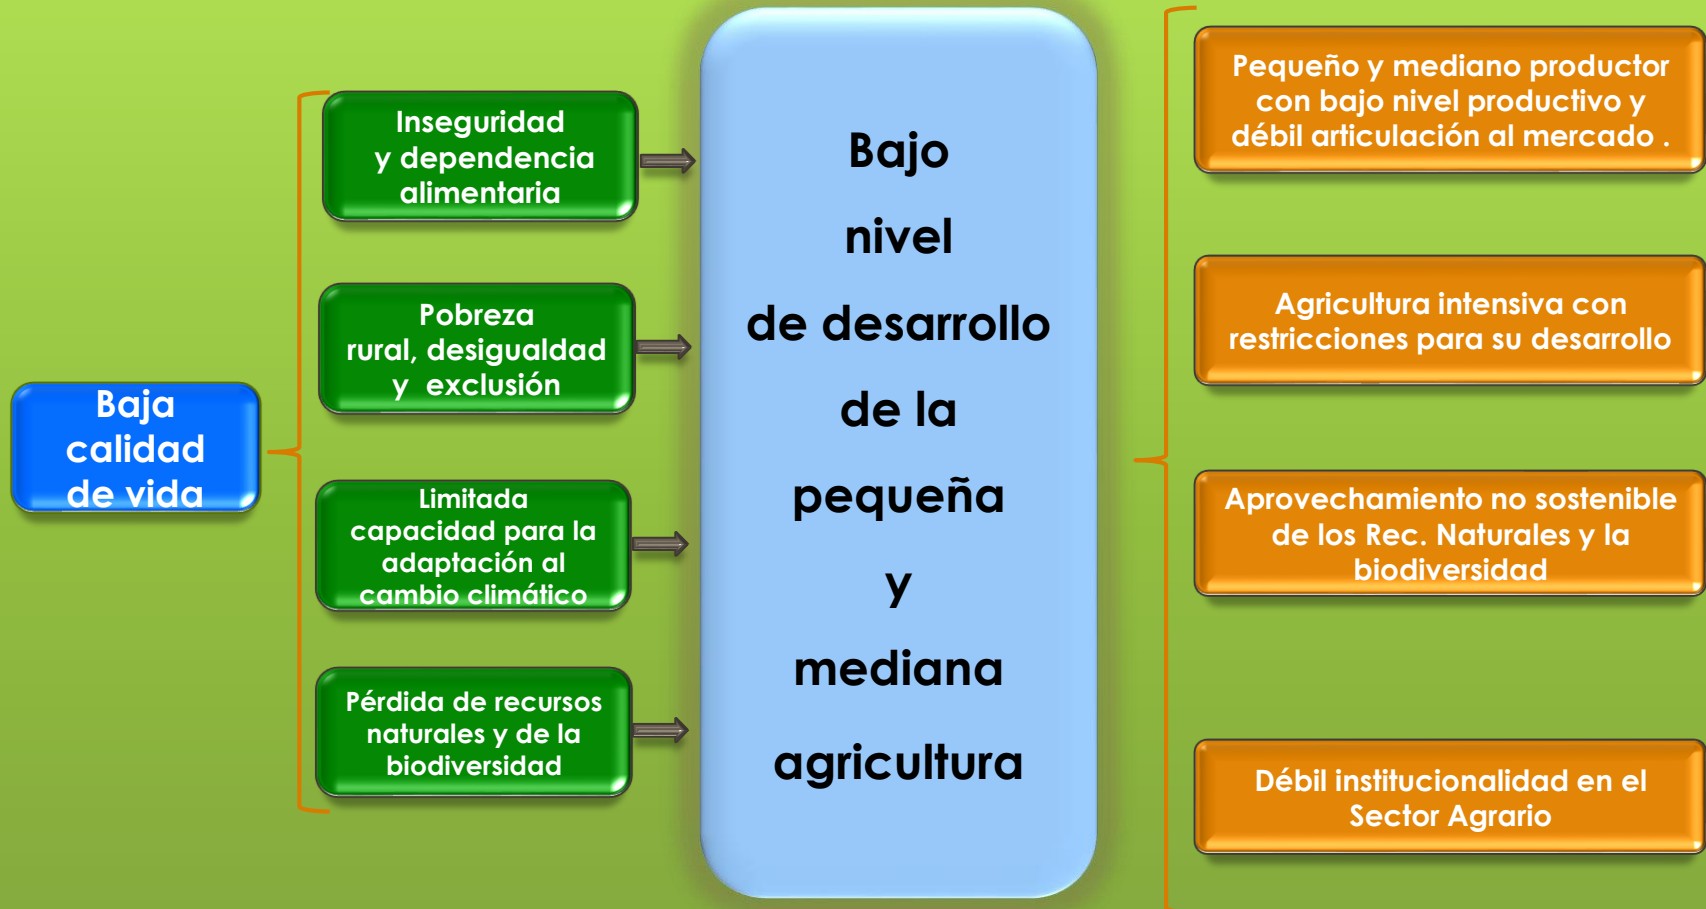 Baja
calidad
de vida
Inseguridad
y dependencia
alimentaria
Pobreza
rural, desigualdad
y exclusión
Limitada
capacidad para la
adaptación al
cambio climático
Pérdida de recursos
naturales y de la
biodiversidad
Bajo
nivel
de desarrollo
de la
pequeña
y
mediana
agricultura
Pequeño y mediano productor
con bajo nivel productivo y
débil articulación al mercado .
Agricultura intensiva con
restricciones para su desarrollo
Aprovechamiento no sostenible
de los Rec. Naturales y la
biodiversidad
Débil institucionalidad en el
Sector Agrario